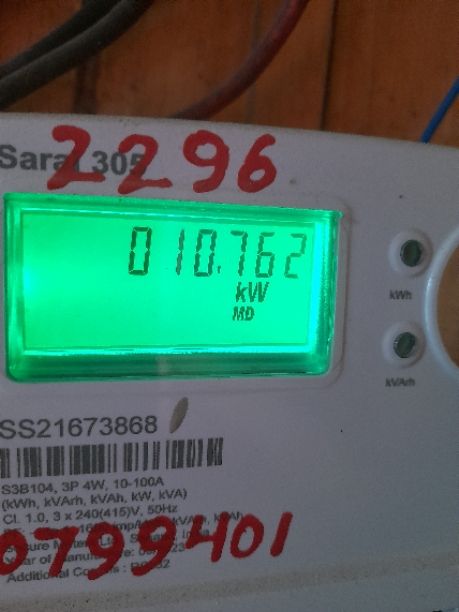 2296
Saral 305
010.762
kW
MD
kWh
kVArh
SS21673868
S3B104, 3P 4W, 10-100A
(kWh, kVArh, kVAh, kW, kVA)
Cl. 1.0, 3 x 240(415)V, 50Hz
0799401
Additional